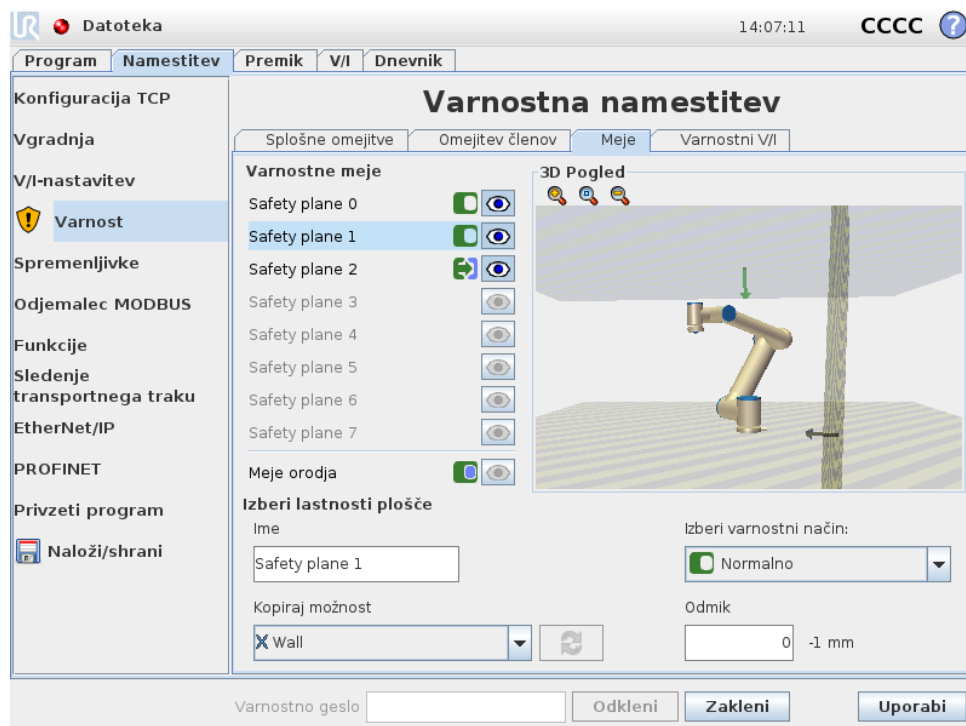 UR Datoteka 14:07:11 CCCC ?
Program Namestitev Premik V/I Dnevnik
Konfiguracija TCP
Vgradnja
V/I-nastavitev
Varnost
Spremenljivke
Odjemalec MODBUS
Funkcije
Sledenje
transportnega traku
EtherNet/IP
PROFINET
Privzeti program
Naloži/shrani
Varnostna namestitev
Splošne omejitve Omejitev členov Meje Varnostni V/I
Varnostne meje
Safety plane 0
Safety plane 1
Safety plane 2
Safety plane 3
Safety plane 4
Safety plane 5
Safety plane 6
Safety plane 7
Meje orodja
3D Pogled
Izberi lastnosti plošče
Ime
Safety plane 1
Izberi varnostni način:
Normalno
Kopiraj možnost
Wall
Odmik
0 -1 mm
Varnostno geslo Odkleni Zakleni Uporabi